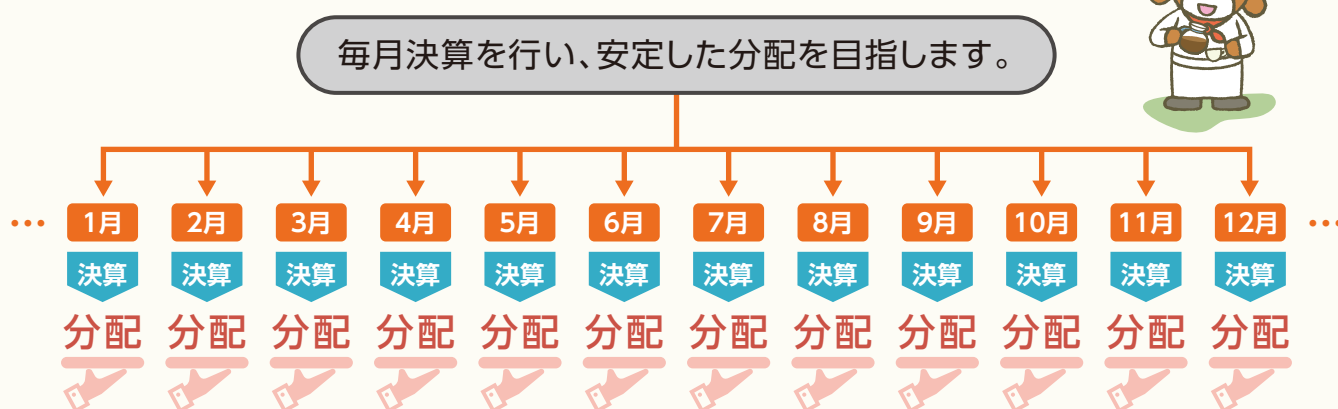 毎月決算を行い、安定した分配を目指します。
… 1月 2月 3月 4月 5月 6月 7月 8月 9月 10月 11月 12月 …
決算 決算 決算 決算 決算 決算 決算 決算 決算 決算 決算 決算
分配 分配 分配 分配 分配 分配 分配 分配 分配 分配 分配 分配